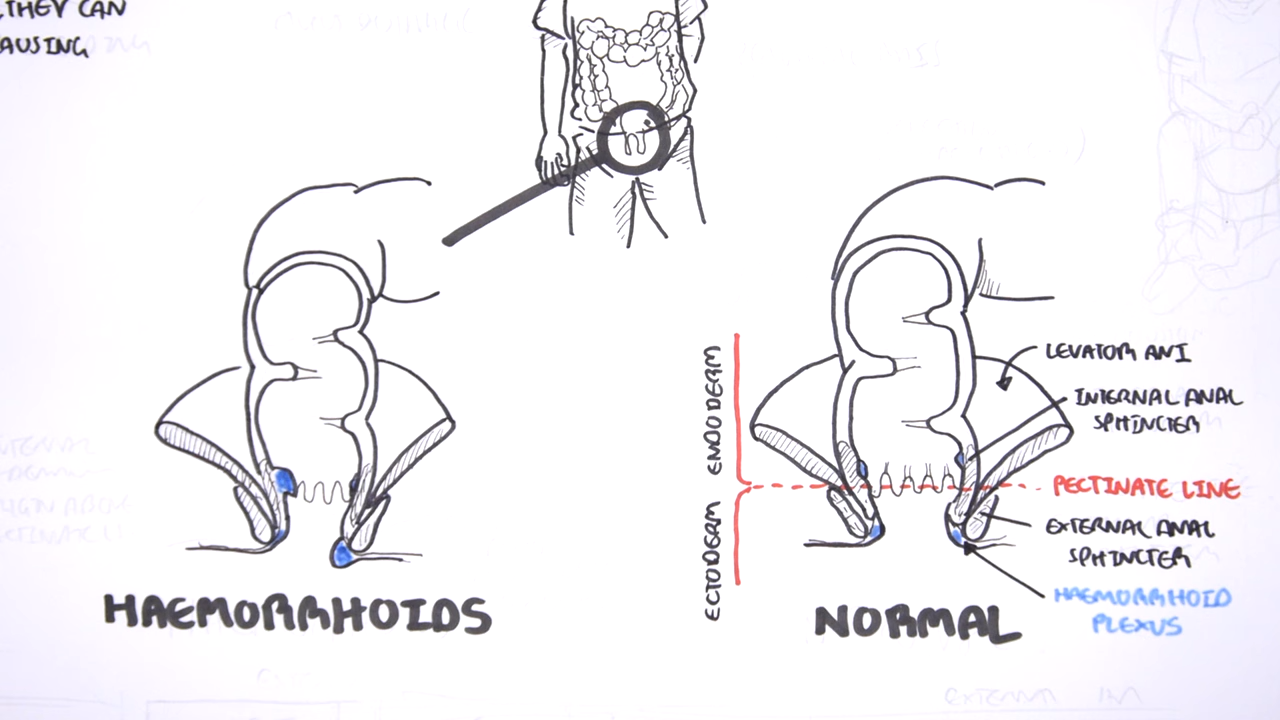 THEY CAN
AUSING
ENDODERM
ECTODERM
LEVATOR ANI
INTERNAL ANAL
SPHINCTER
PECTINATE LINE
EXTERNAL ANAL
SPHINCTER
HAEMORRHOID
PLEXUS
HAEMORRHOIDS
NORMAL